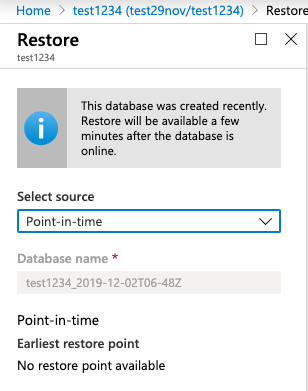 Home > test1234 (test29nov/test1234) > Restore
Restore
test1234
This database was created recently.
Restore will be available a few
minutes after the database is
online.
Select source
Point-in-time
Database name *
test1234_2019-12-02T06-48Z
Point-in-time
Earliest restore point
No restore point available